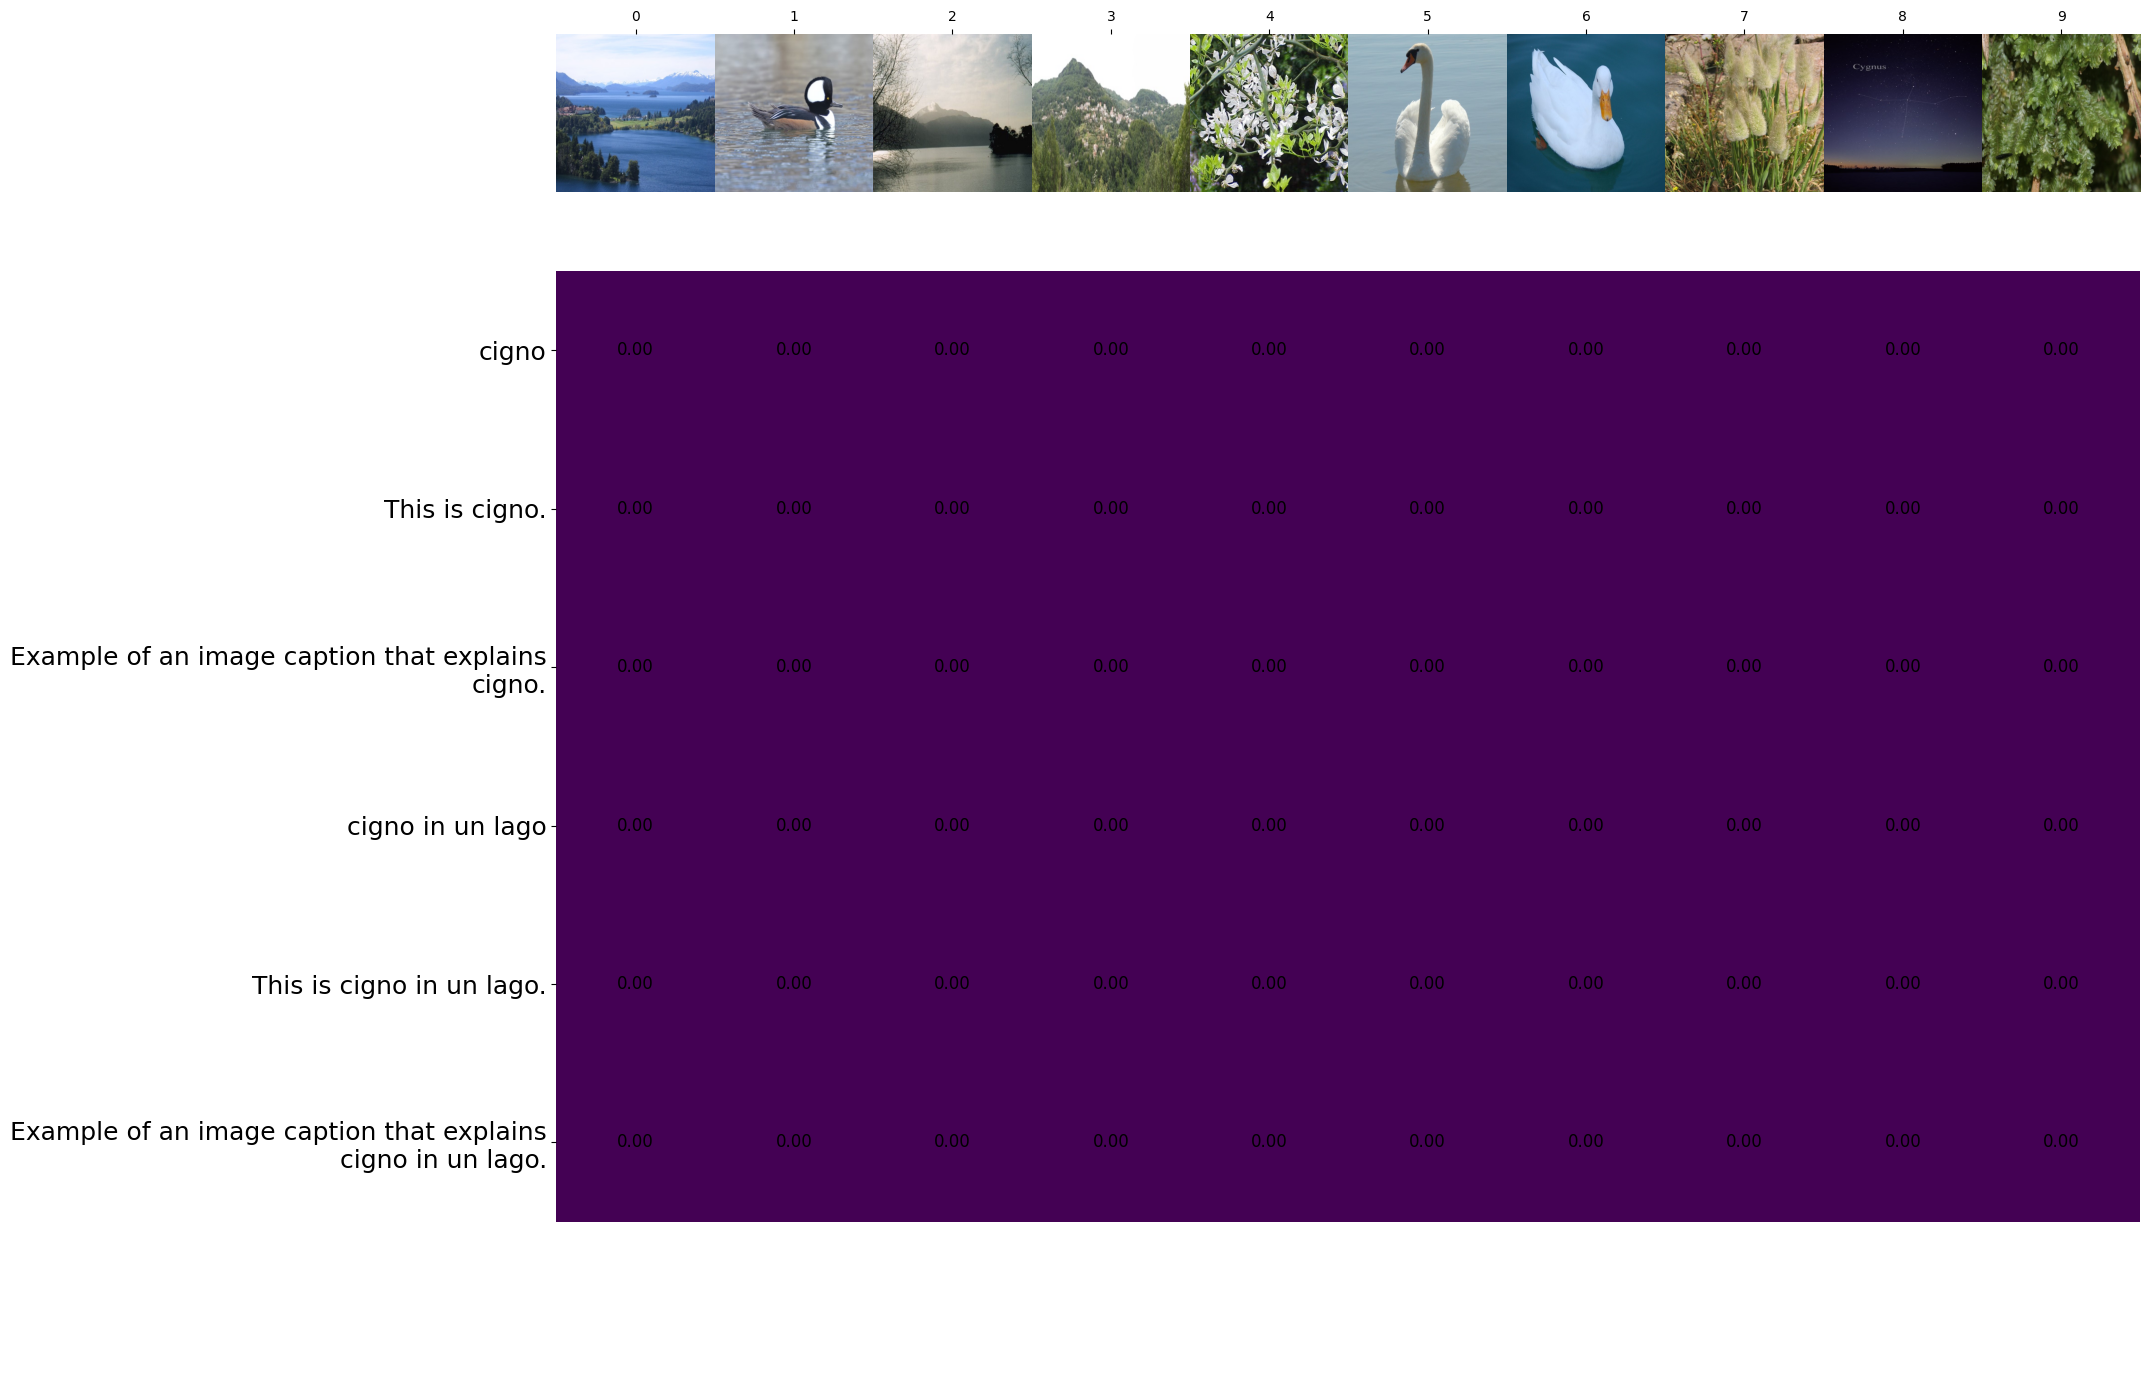 0 1 2 3 4 5 6 7 8 9
Cygnus
cigno 0.00 0.00 0.00 0.00 0.00 0.00 0.00 0.00 0.00 0.00
This is cigno. 0.00 0.00 0.00 0.00 0.00 0.00 0.00 0.00 0.00 0.00
Example of an image caption that explains
cigno. 0.00 0.00 0.00 0.00 0.00 0.00 0.00 0.00 0.00 0.00
cigno in un lago 0.00 0.00 0.00 0.00 0.00 0.00 0.00 0.00 0.00 0.00
This is cigno in un lago. 0.00 0.00 0.00 0.00 0.00 0.00 0.00 0.00 0.00 0.00
Example of an image caption that explains
cigno in un lago. 0.00 0.00 0.00 0.00 0.00 0.00 0.00 0.00 0.00 0.00